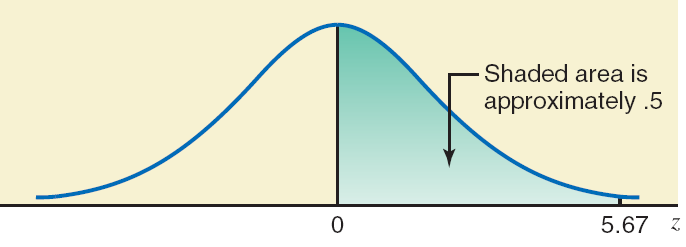 Shaded area is
approximately .5
0
5.67
z